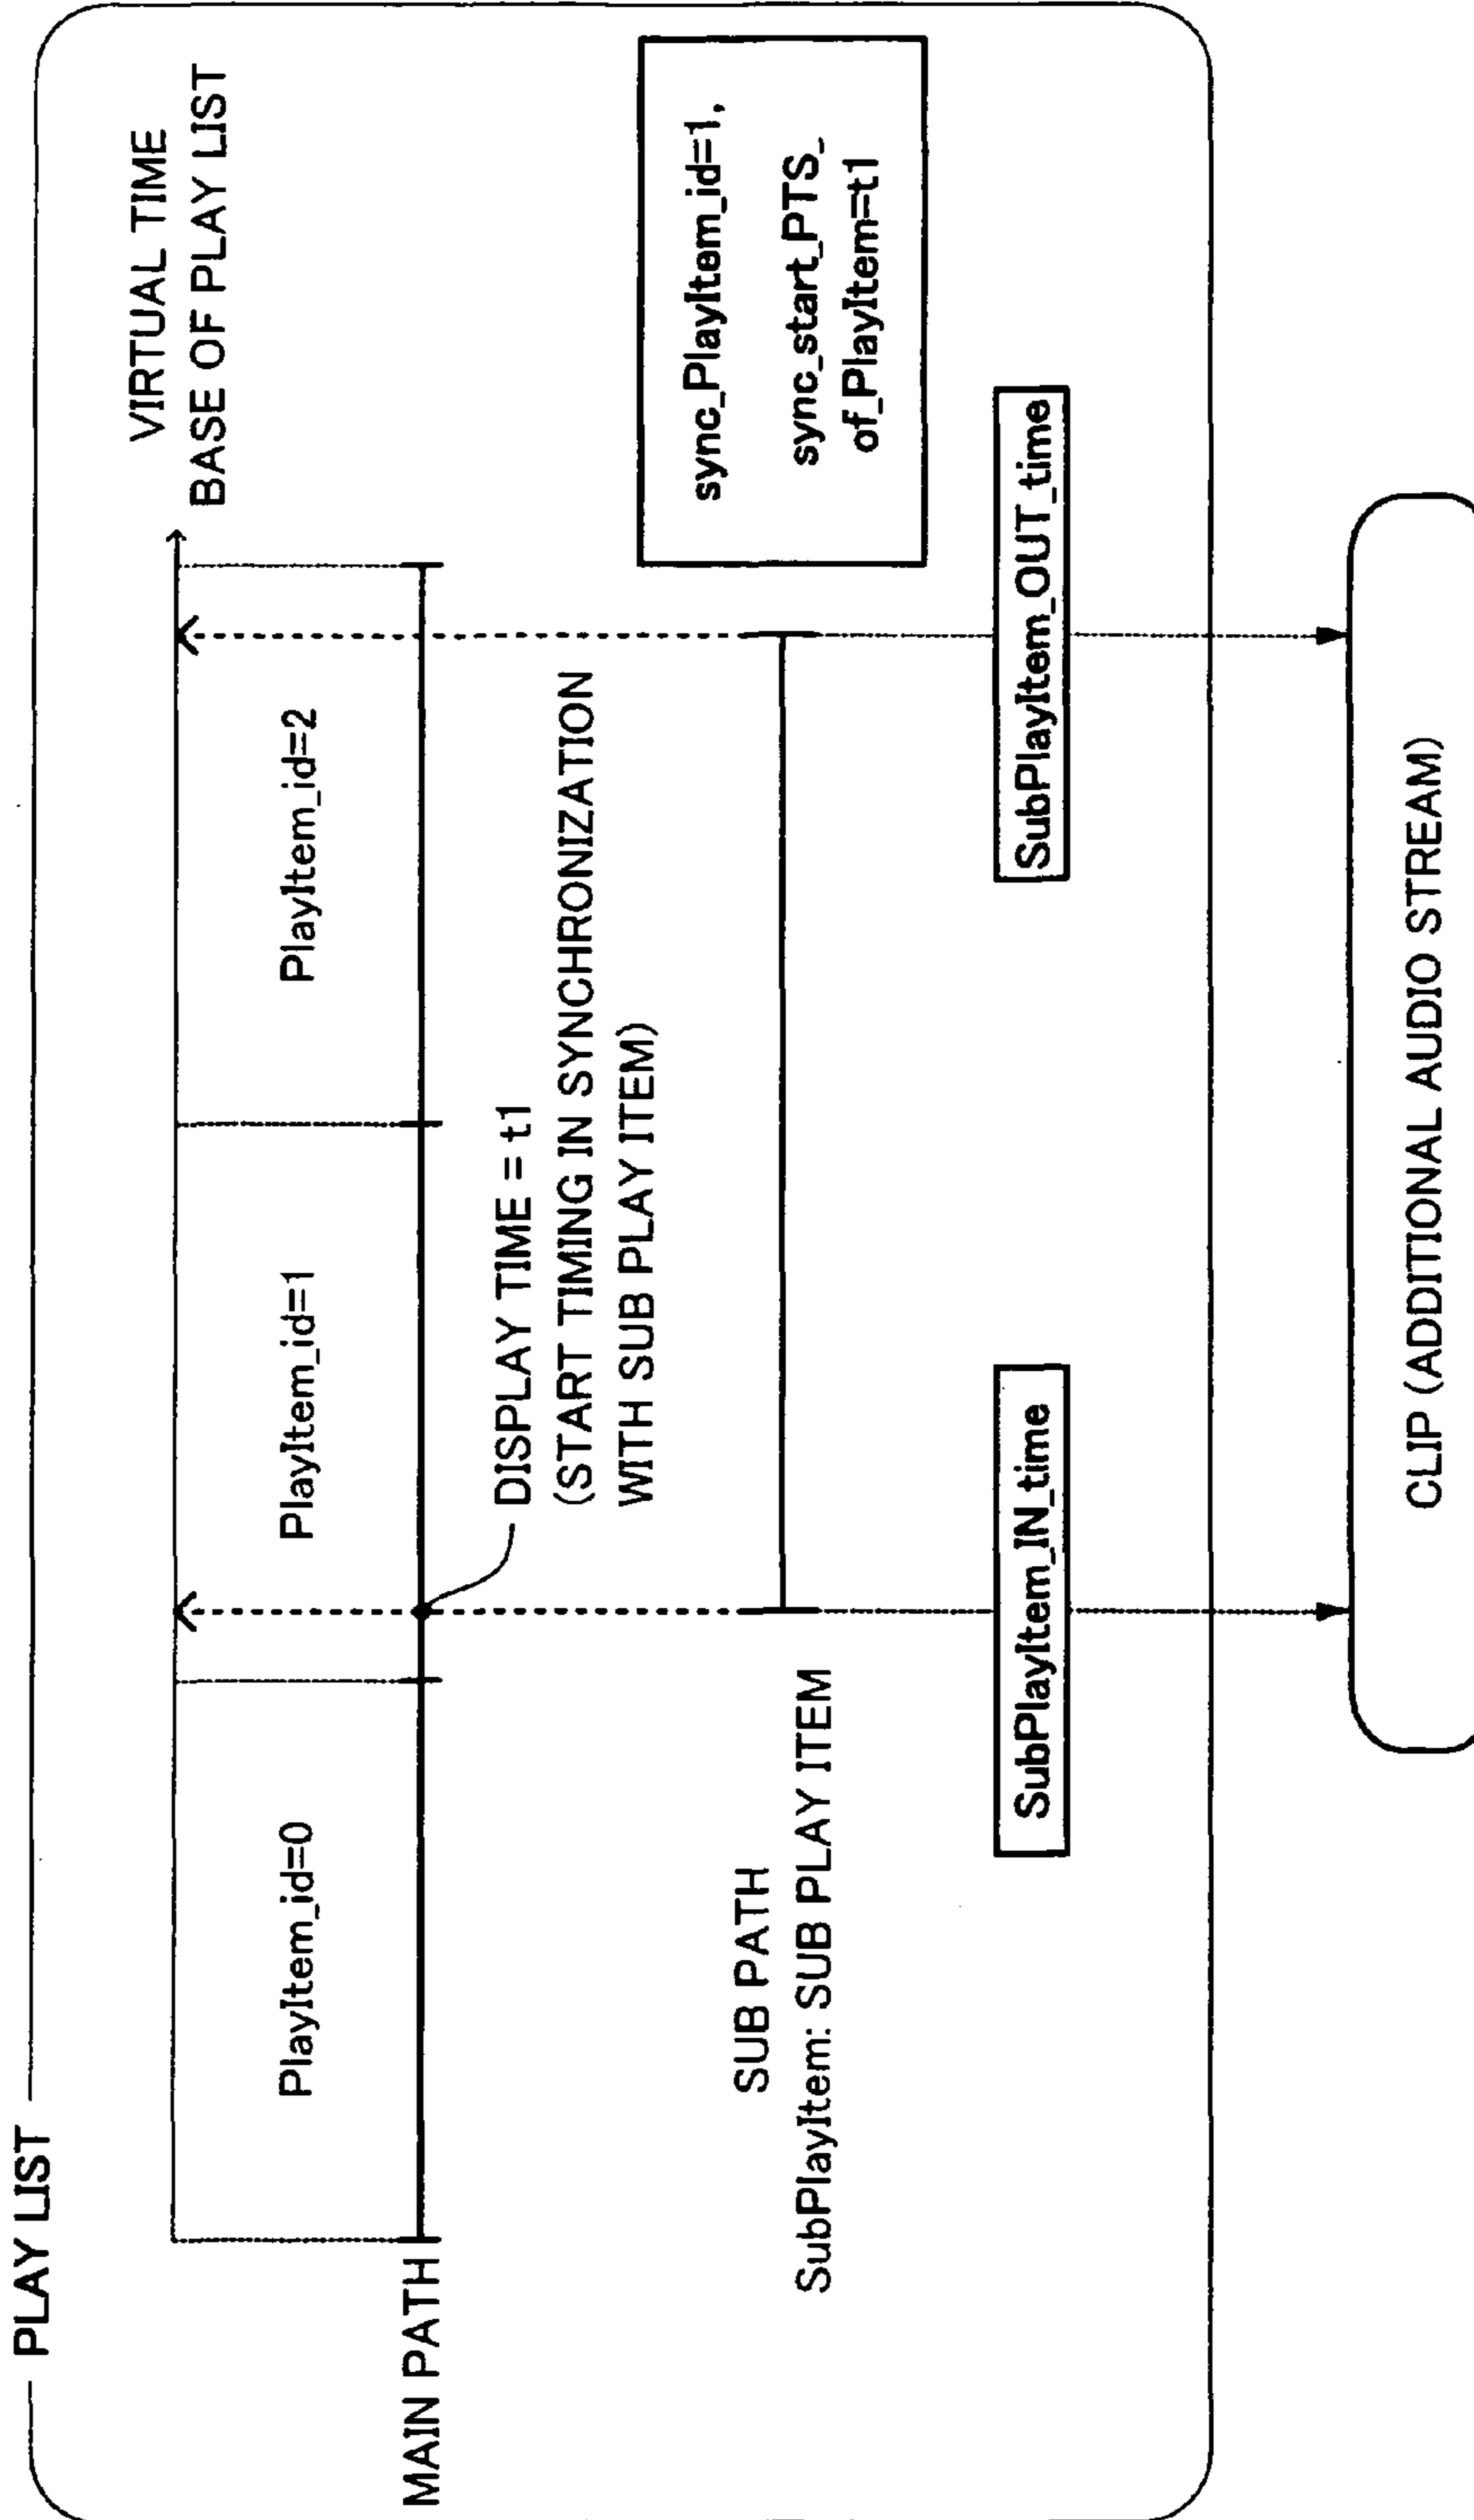 PLAY LIST
VIRTUAL TIME
BASE OF PLAY LIST
PlayItem_id=0
PlayItem_id=1
PlayItem_id=2
MAIN PATH
DISPLAY TIME = t1
(START TIMING IN SYNCHRONIZATION
WITH SUB PLAY ITEM)
sync_PlayItem_id=1,
sync_start_PTS_
of_PlayItem=t1
SUB PATH
SubPlayItem: SUB PLAY ITEM
SubPlayItem_IN_time
SubPlayItem_OUT_time
CLIP (ADDITIONAL AUDIO STREAM)